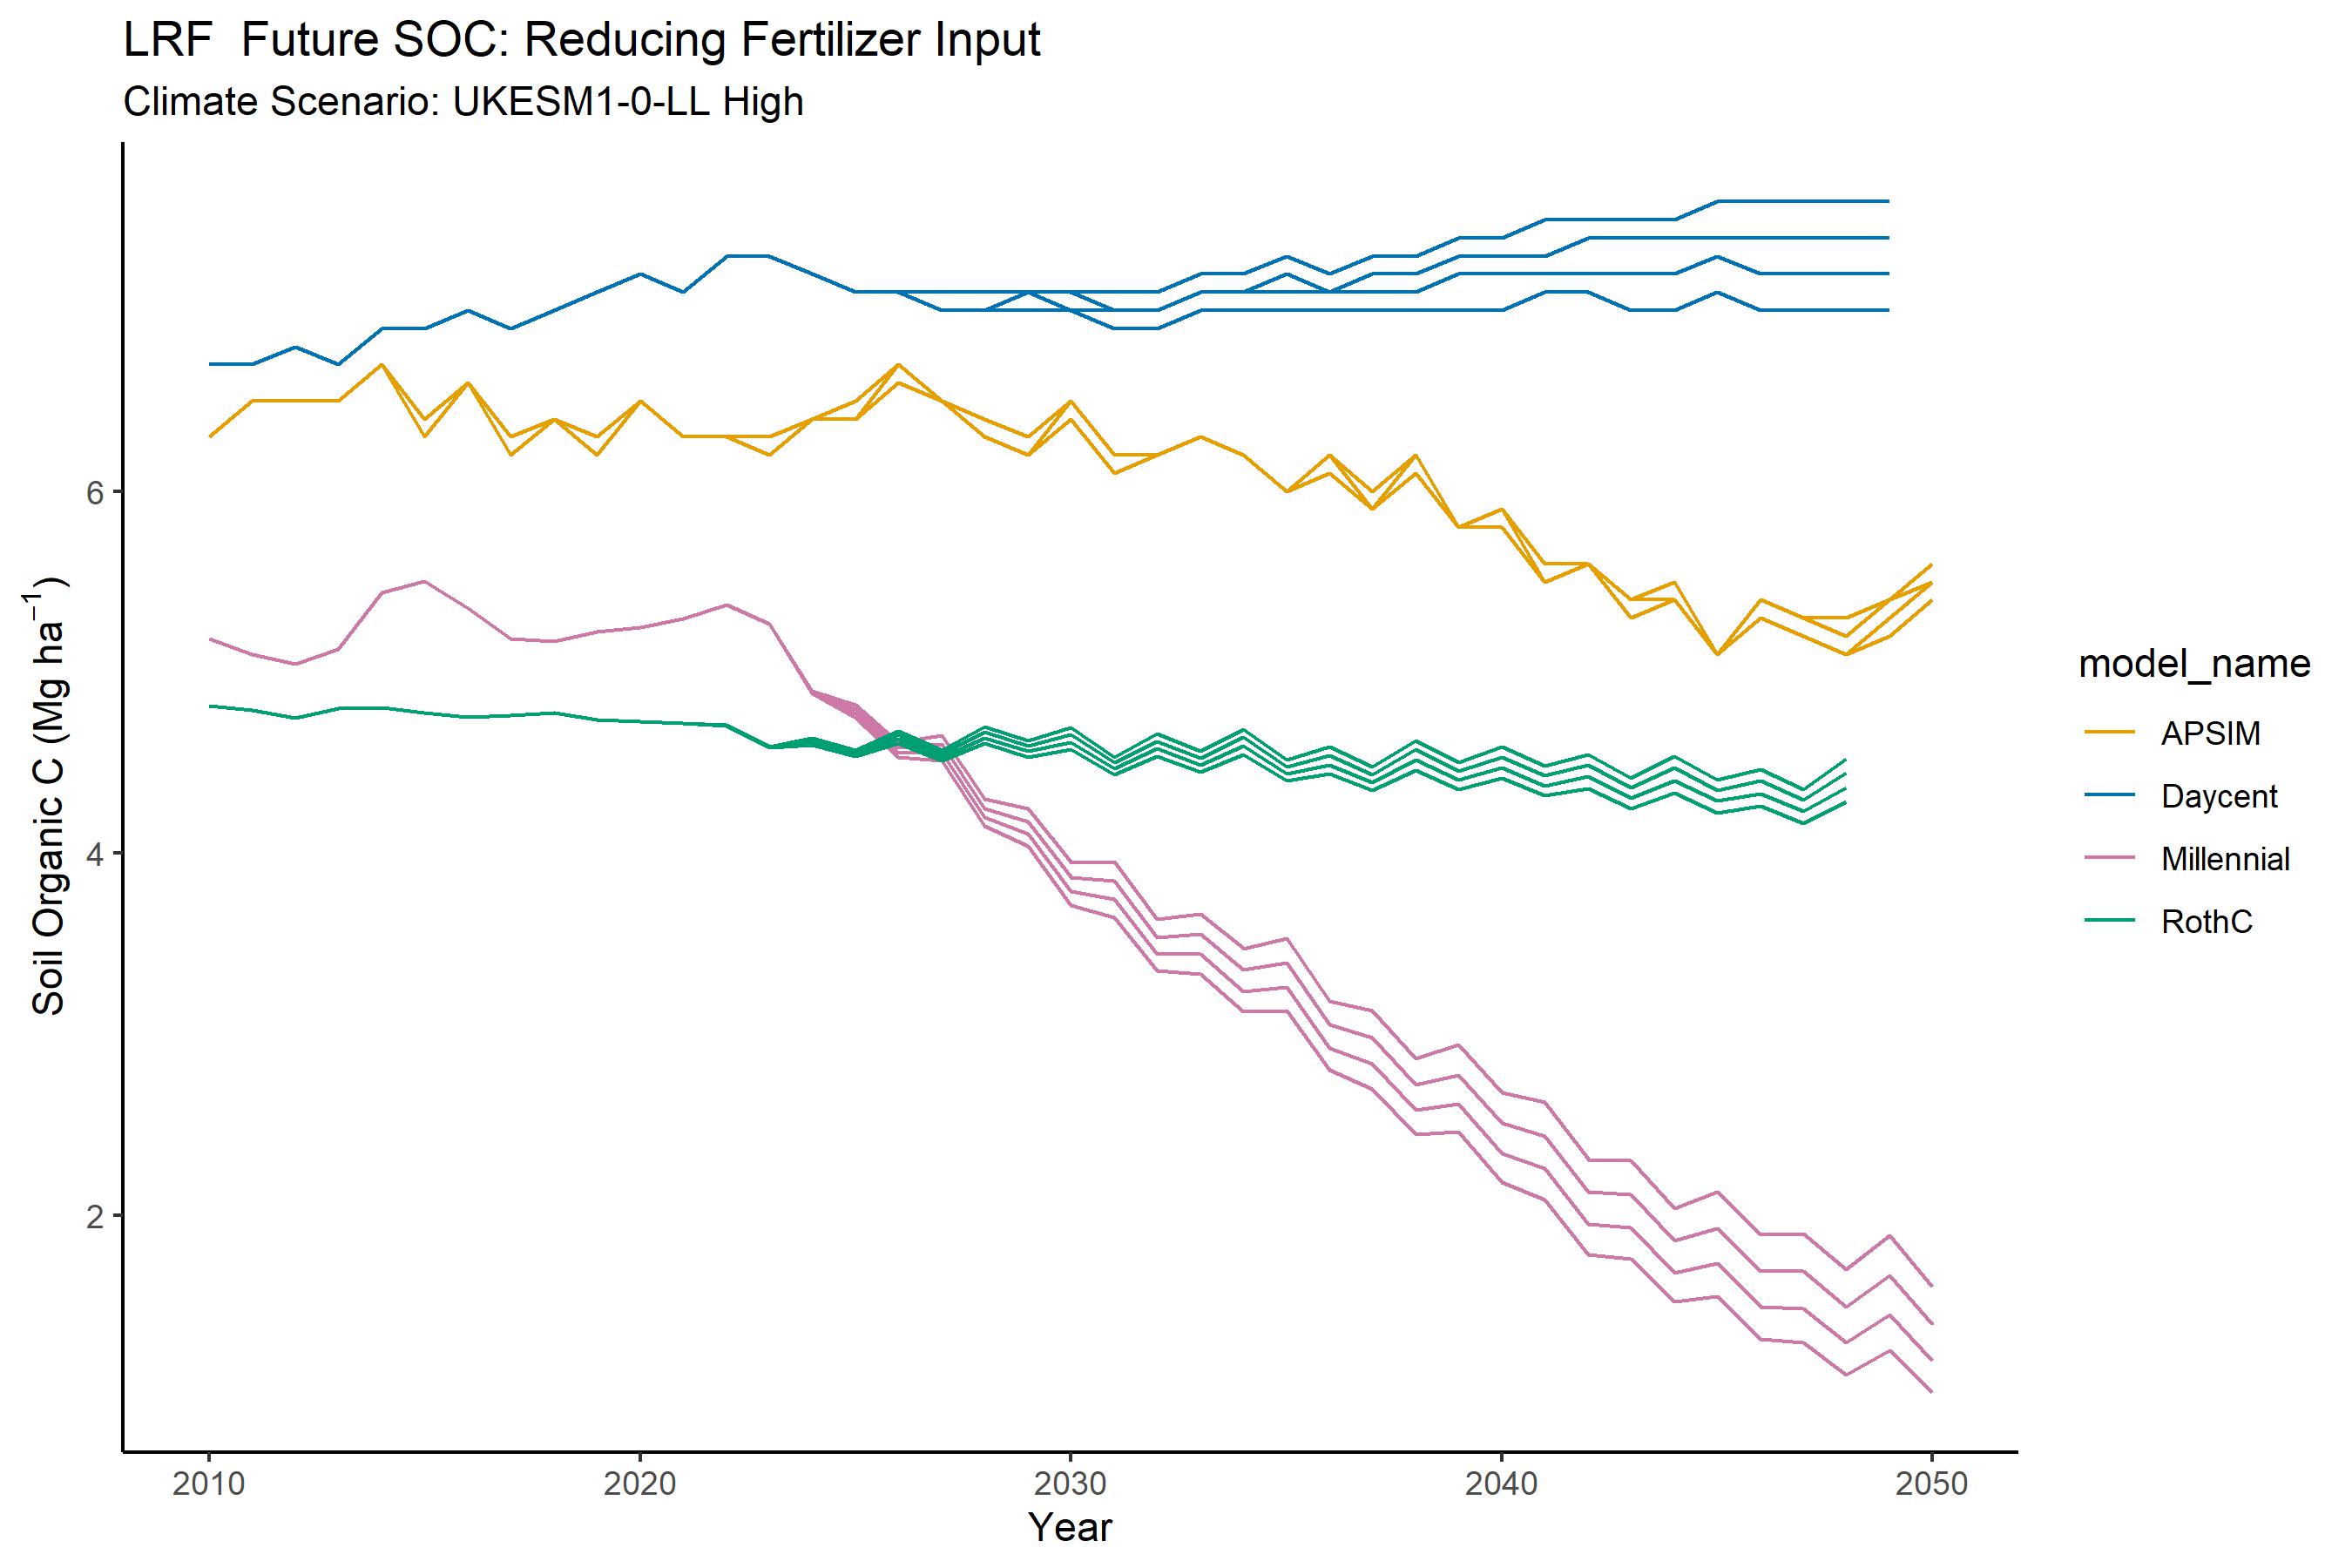 LRF  Future SOC: Reducing Fertilizer Input
Climate Scenario: UKESM1-0-LL High
Soil Organic C (Mg ha⁻¹)
6
4
2
2010
2020
2030
2040
2050
Year
model_name
APSIM
Daycent
Millennial
RothC